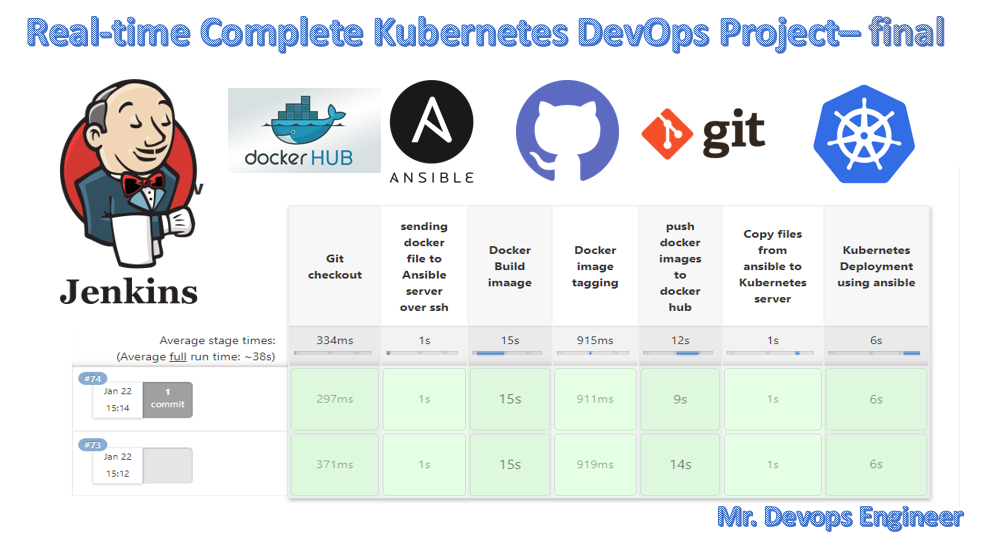 Real-time Complete Kubernetes DevOps Project– final
docker HUB
ANSIBLE
git
Jenkins
Git
checkout
sending
docker
file to
Ansible
server
over ssh
Docker
Build
imaage
Docker
image
tagging
push
docker
images
to
docker
hub
Copy files
from
ansible to
Kubernetes
server
Kubernetes
Deployment
using ansible
Average stage times:
(Average full run time: ~38s)
334ms
1s
15s
915ms
12s
1s
6s
#74
Jan 22
15:14
1
commit
297ms
1s
15s
911ms
9s
1s
6s
#73
Jan 22
15:12
371ms
1s
15s
919ms
14s
1s
6s
Mr. Devops Engineer